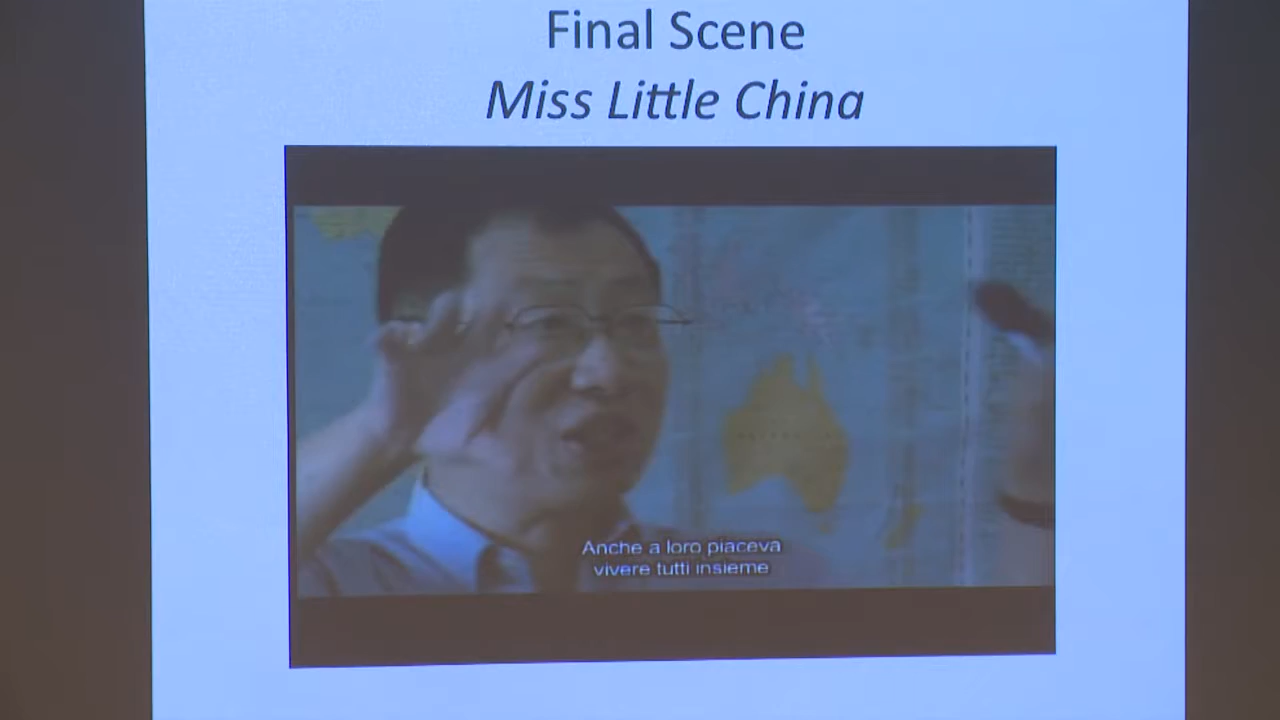 Final Scene
Miss Little China
Anche a loro piaceva
vivere tutti insieme